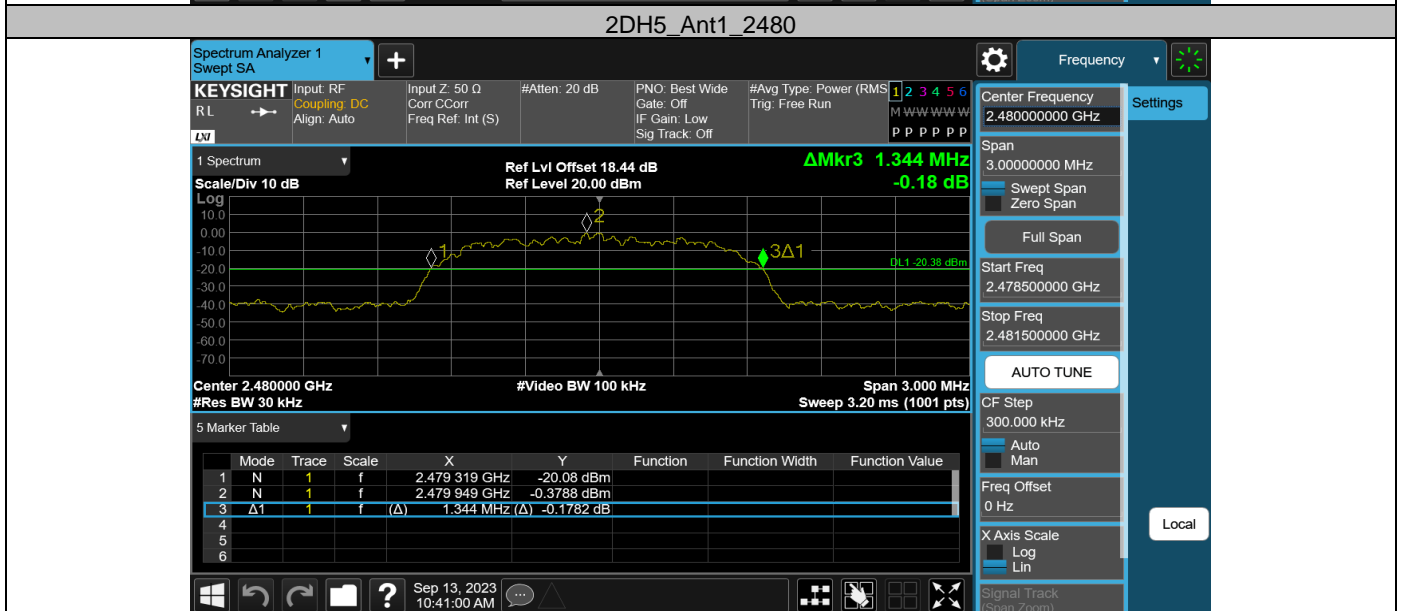 2DH5_Ant1_2480
Spectrum Analyzer 1
Swept SA
+
Frequency
KEYSIGHT
RL
LXI
Input: RF
Coupling: DC
Align: Auto
Input Z: 50 Ω
Corr CCorr
Freq Ref: Int (S)
#Atten: 20 dB
PNO: Best Wide
Gate: Off
IF Gain: Low
Sig Track: Off
#Avg Type: Power (RMS
Trig: Free Run
1 2 3 4 5 6
M W W W W W
P P P P P P
Center Frequency
2.480000000 GHz
Settings
Span
3.00000000 MHz
Swept Span
Zero Span
Full Span
Start Freq
2.478500000 GHz
Stop Freq
2.481500000 GHz
AUTO TUNE
CF Step
300.000 kHz
Auto
Man
Freq Offset
0 Hz
X Axis Scale
Log
Lin
Signal Track
(Span Zoom)
Local
1 Spectrum
Scale/Div 10 dB
Ref Lvl Offset 18.44 dB
Ref Level 20.00 dBm
ΔMkr3 1.344 MHz
-0.18 dB
Log
10.0
0.00
-10.0
-20.0
-30.0
-40.0
-50.0
-60.0
-70.0
1
2
3Δ1
DL1 -20.38 dBm
Center 2.480000 GHz
#Video BW 100 kHz
Span 3.000 MHz
#Res BW 30 kHz
Sweep 3.20 ms (1001 pts)
5 Marker Table
Mode Trace Scale X Y Function Function Width Function Value
1 N 1 f 2.479 319 GHz -20.08 dBm
2 N 1 f 2.479 949 GHz -0.3788 dBm
3 Δ1 1 f (Δ) 1.344 MHz (Δ) -0.1782 dB
4
5
6
?
Sep 13, 2023
10:41:00 AM